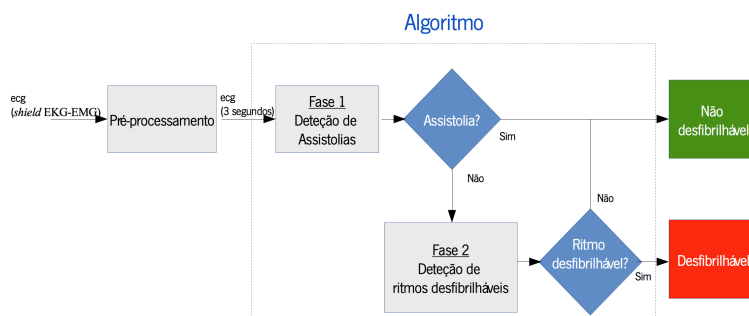 Algoritmo
ecg
(shield EKG-EMG)
Pré-processamento
ecg
(3 segundos)
Fase 1
Deteção de
Assistolias
Assistolia?
Sim
Não
desfibrilhável
Não
Fase 2
Deteção de
ritmos desfibrilháveis
Ritmo
desfibrilhável?
Não
Sim
Desfibrilhável